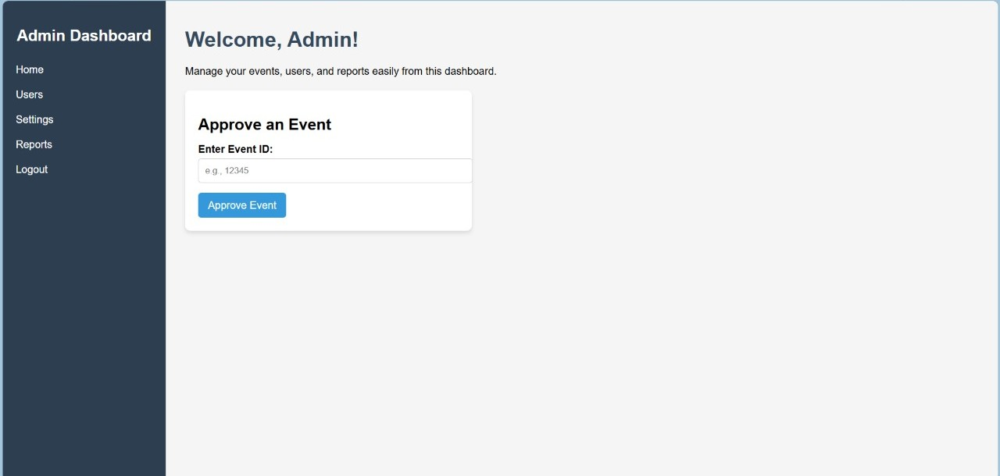 Admin Dashboard
Home
Users
Settings
Reports
Logout
Welcome, Admin!
Manage your events, users, and reports easily from this dashboard.
Approve an Event
Enter Event ID:
e.g., 12345
Approve Event